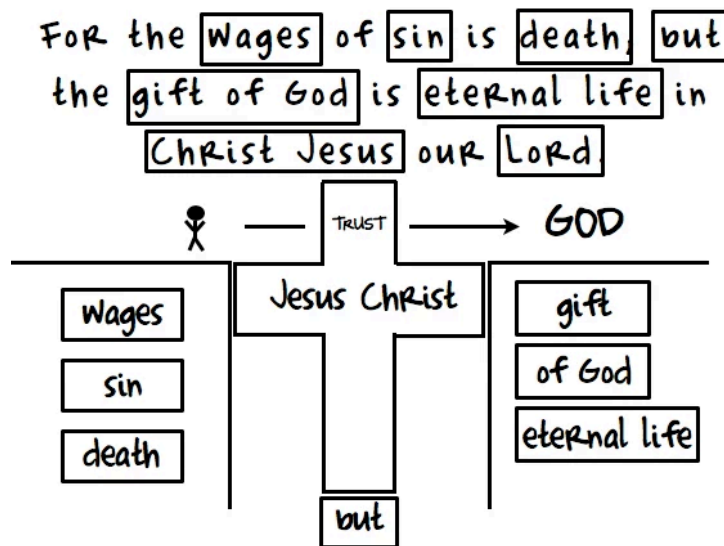 For the wages of sin is death, but
the gift of God is eternal life in
Christ Jesus our Lord.
TRUST
GOD
Jesus Christ
wages
sin
death
gift
of God
eternal life
but